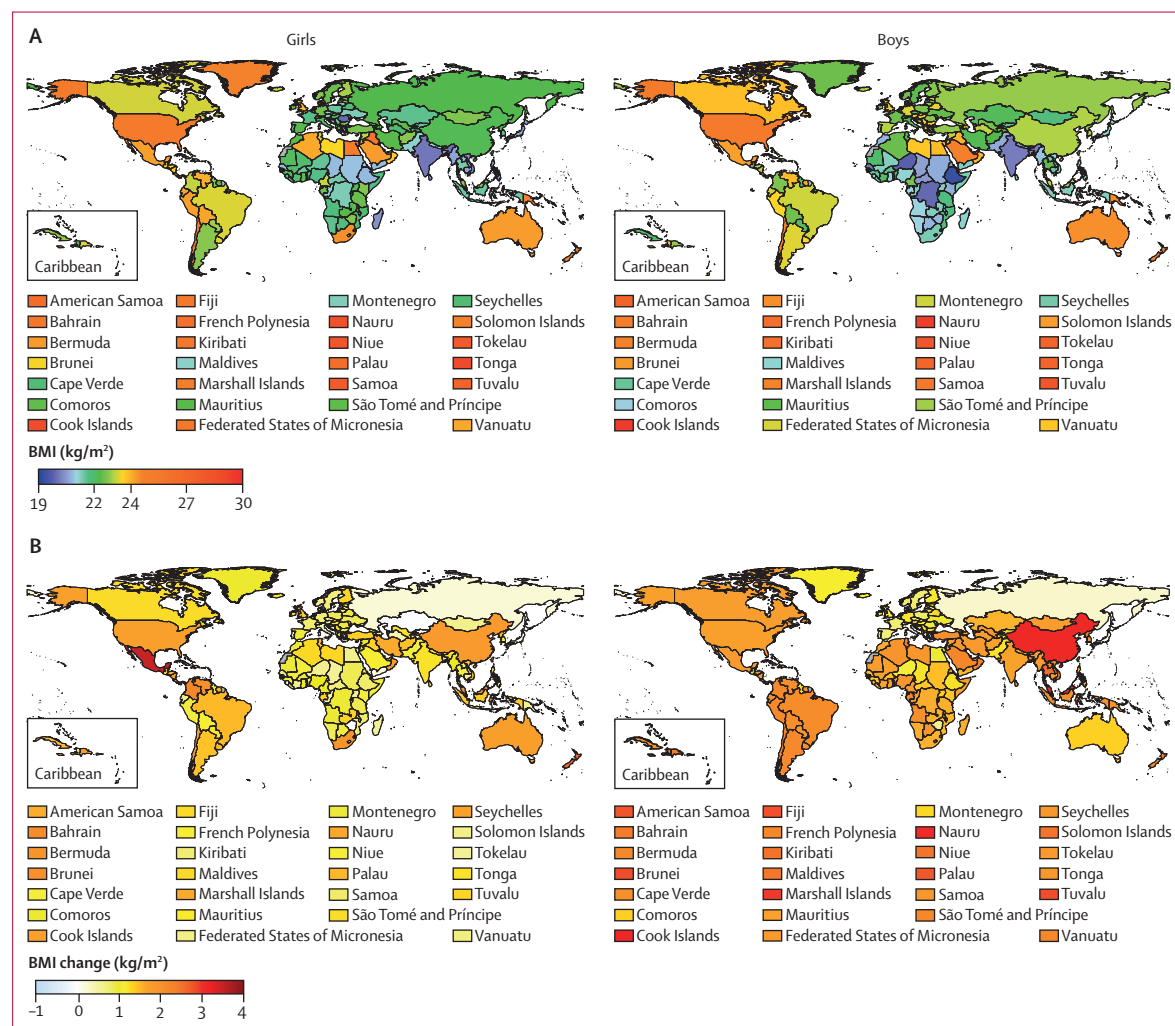 A
Girls
Boys
Caribbean
Caribbean
American Samoa Fiji Montenegro Seychelles
Bahrain French Polynesia Nauru Solomon Islands
Bermuda Kiribati Niue Tokelau
Brunei Maldives Palau Tonga
Cape Verde Marshall Islands Samoa Tuvalu
Comoros Mauritius São Tomé and Príncipe
Cook Islands Federated States of Micronesia Vanuatu
American Samoa Fiji Montenegro Seychelles
Bahrain French Polynesia Nauru Solomon Islands
Bermuda Kiribati Niue Tokelau
Brunei Maldives Palau Tonga
Cape Verde Marshall Islands Samoa Tuvalu
Comoros Mauritius São Tomé and Príncipe
Cook Islands Federated States of Micronesia Vanuatu
BMI (kg/m²)
19 22 24 27 30
B
Caribbean
Caribbean
American Samoa Fiji Montenegro Seychelles
Bahrain French Polynesia Nauru Solomon Islands
Bermuda Kiribati Niue Tokelau
Brunei Maldives Palau Tonga
Cape Verde Marshall Islands Samoa Tuvalu
Comoros Mauritius São Tomé and Príncipe
Cook Islands Federated States of Micronesia Vanuatu
American Samoa Fiji Montenegro Seychelles
Bahrain French Polynesia Nauru Solomon Islands
Bermuda Kiribati Niue Tokelau
Brunei Maldives Palau Tonga
Cape Verde Marshall Islands Samoa Tuvalu
Comoros Mauritius São Tomé and Príncipe
Cook Islands Federated States of Micronesia Vanuatu
BMI change (kg/m²)
–1 0 1 2 3 4